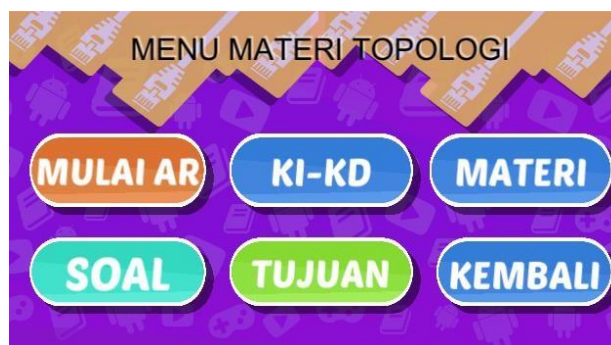 MENU MATERI TOPOLOGI
MULAI AR
KI-KD
MATERI
SOAL
TUJUAN
KEMBALI